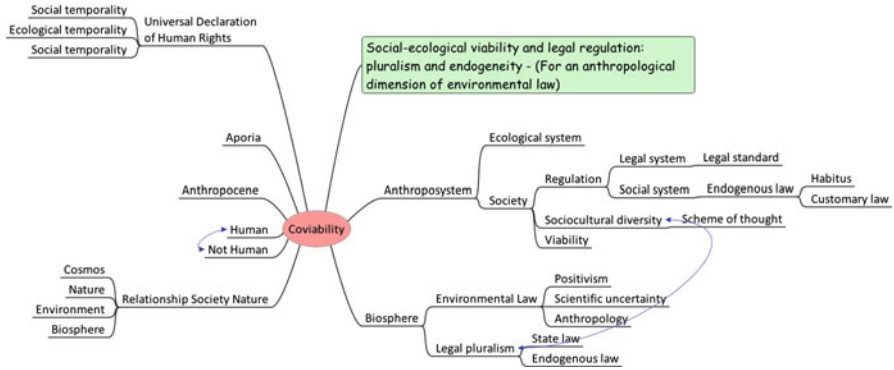 Social temporality
Ecological temporality
Social temporality
Universal Declaration
of Human Rights
Social-ecological viability and legal regulation:
pluralism and endogeneity - (For an anthropological
dimension of environmental law)
Aporia
Anthropocene
Human
Not Human
Cosmos
Nature
Environment
Biosphere
Relationship Society Nature
Coviability
Anthroposystem
Ecological system
Society
Regulation
Legal system
Legal standard
Social system
Endogenous law
Habitus
Customary law
Sociocultural diversity
Scheme of thought
Viability
Biosphere
Environmental Law
Positivism
Scientific uncertainty
Anthropology
Legal pluralism
State law
Endogenous law